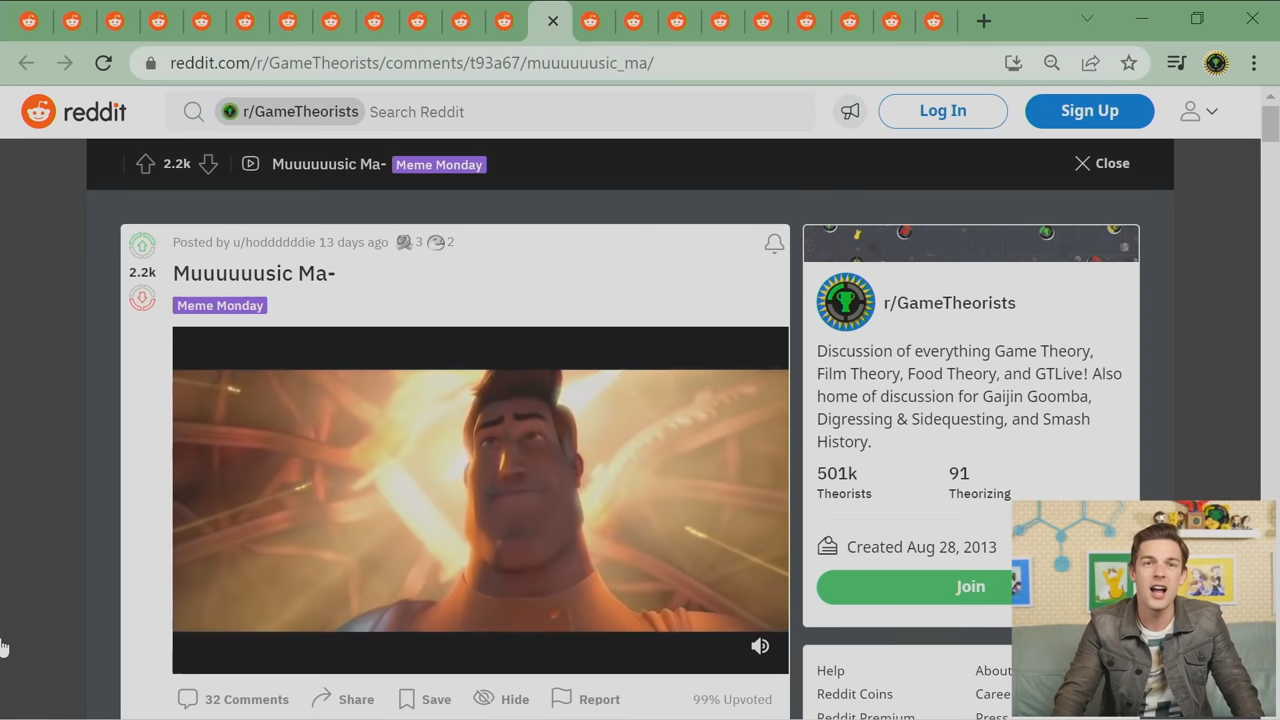 reddit.com/r/GameTheorists/comments/t93a67/muuuuuusic_ma/
reddit
r/GameTheorists
Search Reddit
Log In
Sign Up
2.2k
Muuuuuusic Ma-
Meme Monday
Close
Posted by u/hodddddddie 13 days ago
3
2
2.2k
Muuuuuusic Ma-
Meme Monday
32 Comments
Share
Save
Hide
Report
99% Upvoted
r/GameTheorists
Discussion of everything Game Theory,
Film Theory, Food Theory, and GTLive! Also
home of discussion for Gaijin Goomba,
Digressing & Sidequesting, and Smash
History.
501k
91
Theorists
Theorizing
Created Aug 28, 2013
Join
Help
About
Reddit Coins
Caree
Reddit Premium
Press